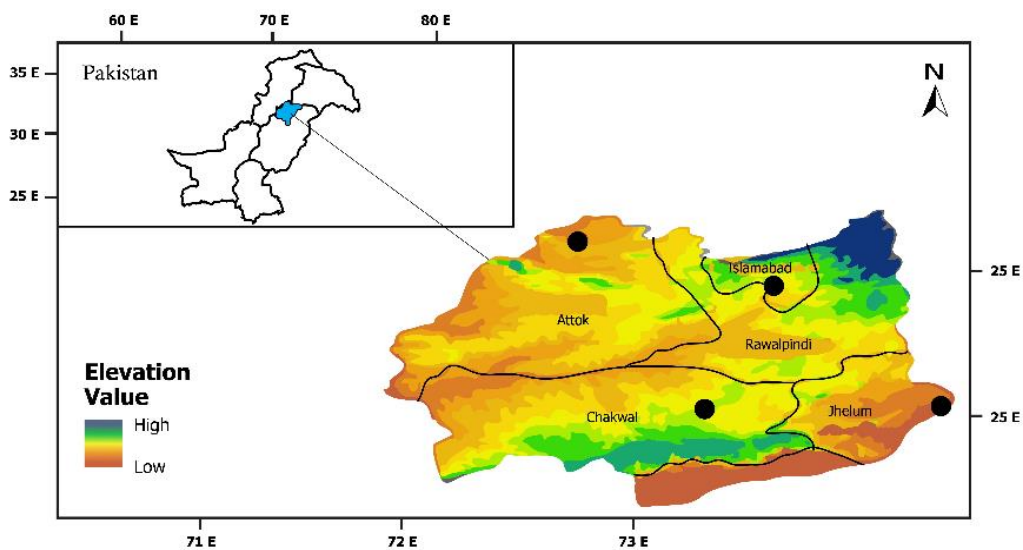 60 E 70 E 80 E
35 E
Pakistan
30 E
25 E
N
Islamabad
25 E
Attok
Rawalpindi
Elevation
Value
High
Low
Chakwal
Jhelum
25 E
71 E 72 E 73 E